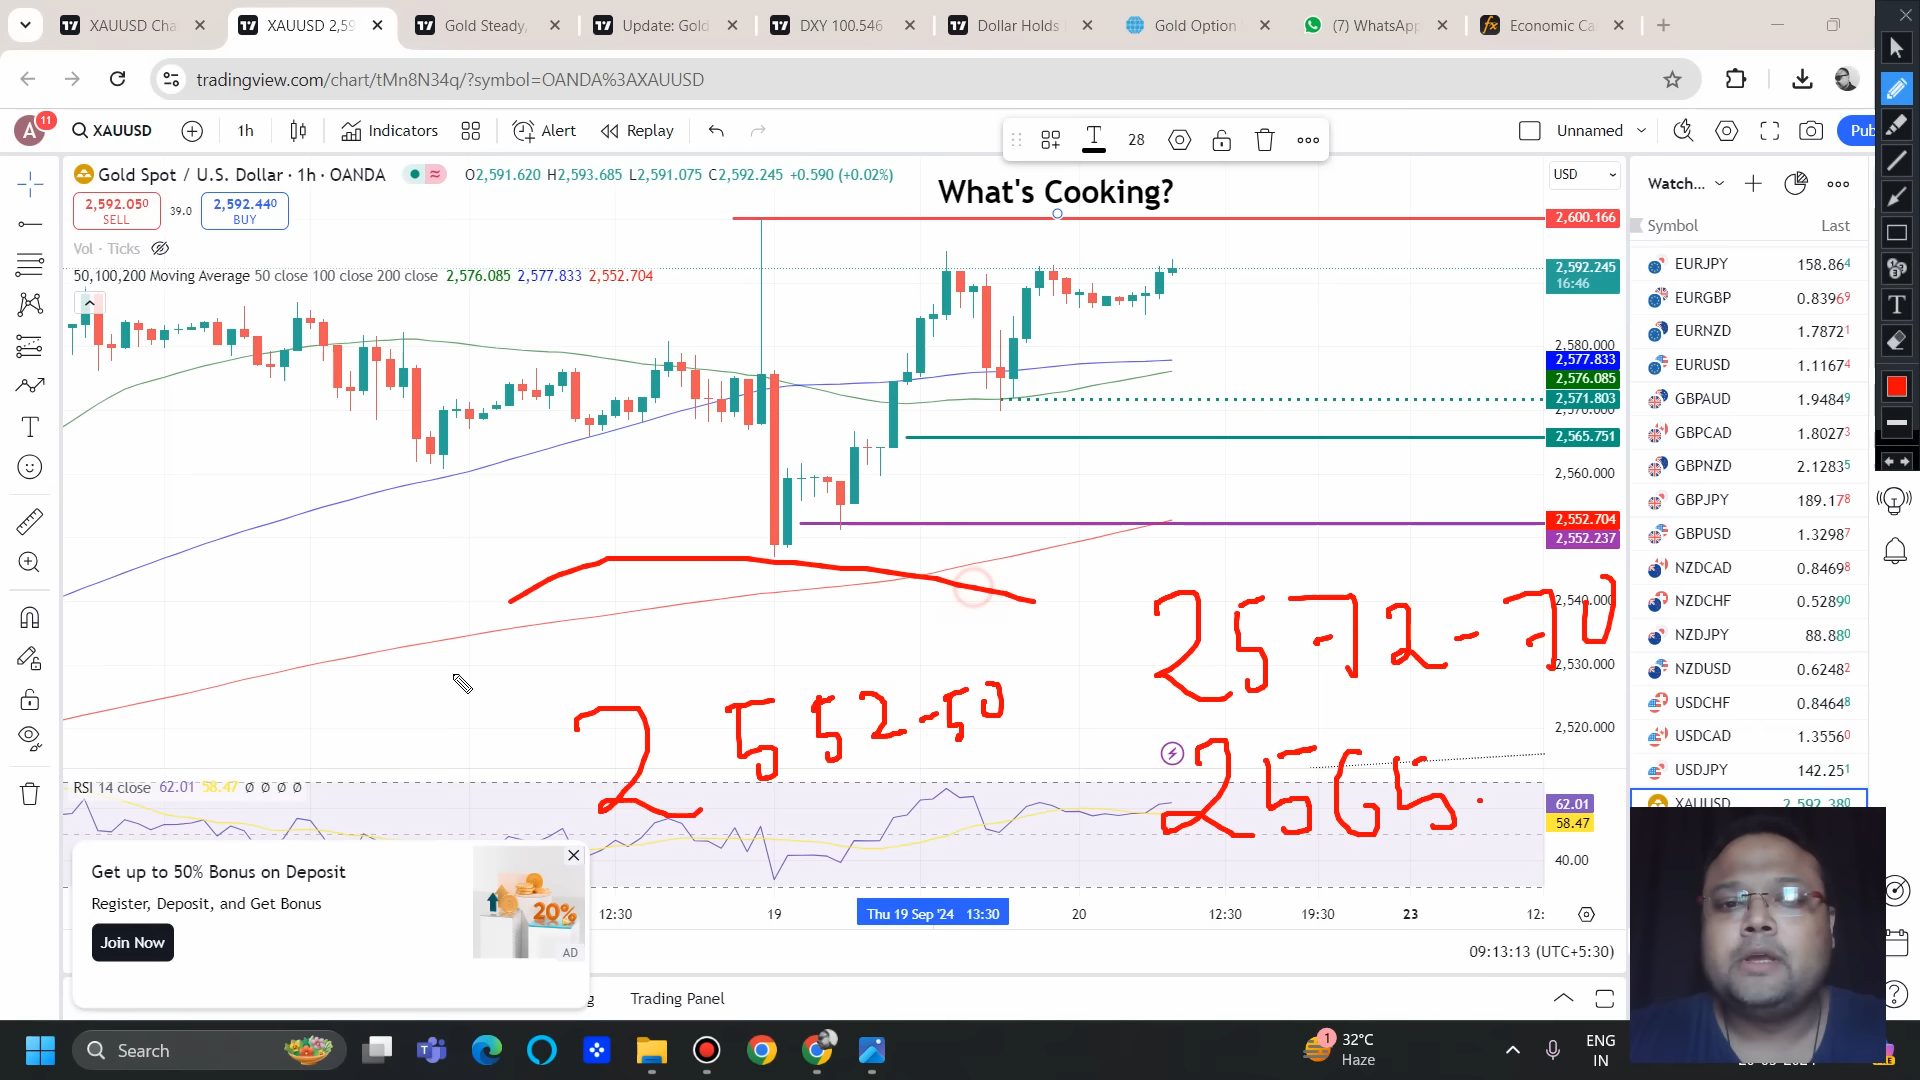 XAUUSD Cha
XAUUSD 2,59
Gold Steady,
Update: Gold
DXY 100.546
Dollar Holds
Gold Option
(7) WhatsApp
Economic Ca
tradingview.com/chart/tMn8N34q/?symbol=OANDA%3AXAUUSD
A 11
XAUUSD
1h
Indicators
Alert
Replay
T 28
Unnamed
Pub
Gold Spot / U.S. Dollar · 1h · OANDA
O2,591.620 H2,593.685 L2,591.075 C2,592.245 +0.590 (+0.02%)
What's Cooking?
USD
2,592.050 SELL
39.0
2,592.440 BUY
Vol · Ticks
50,100,200 Moving Average 50 close 100 close 200 close 2,576.085 2,577.833 2,552.704
2,600.166
2,592.245
16:46
2,580.000
2,577.833
2,576.085
2,571.803
2,570.000
2,565.751
2,560.000
2,552.704
2,552.237
2,540.000
2,530.000
2,520.000
2572-70
2552-50
2565.
RSI 14 close 62.01 58.47 Ø Ø Ø Ø
62.01
58.47
40.00
Get up to 50% Bonus on Deposit
Register, Deposit, and Get Bonus
Join Now
20%
AD
12:30
19
Thu 19 Sep '24 13:30
20
12:30
19:30
23
12:
09:13:13 (UTC+5:30)
Trading Panel
Watch...
Symbol Last
EURJPY 158.864
EURGBP 0.83969
EURNZD 1.78721
EURUSD 1.11674
GBPAUD 1.94849
GBPCAD 1.80273
GBPNZD 2.12835
GBPJPY 189.178
GBPUSD 1.32987
NZDCAD 0.84698
NZDCHF 0.52890
NZDJPY 88.880
NZDUSD 0.62482
USDCHF 0.84648
USDCAD 1.35560
USDJPY 142.251
XAUUSD 2,592.380
Search
1
32°C
Haze
ENG
IN